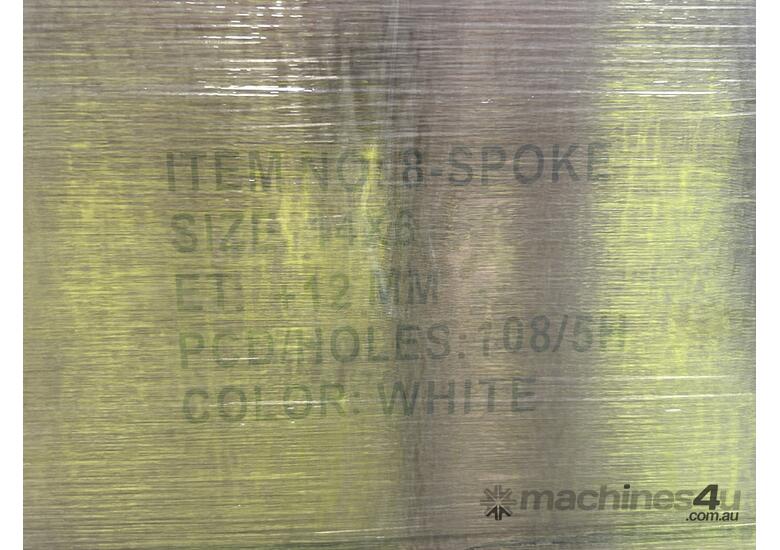 ITEM NO: 8-SPOKE
SIZE: 14X6
ET: +12 MM
PCD/HOLES: 108/5H
COLOR: WHITE
machines4u
.com.au